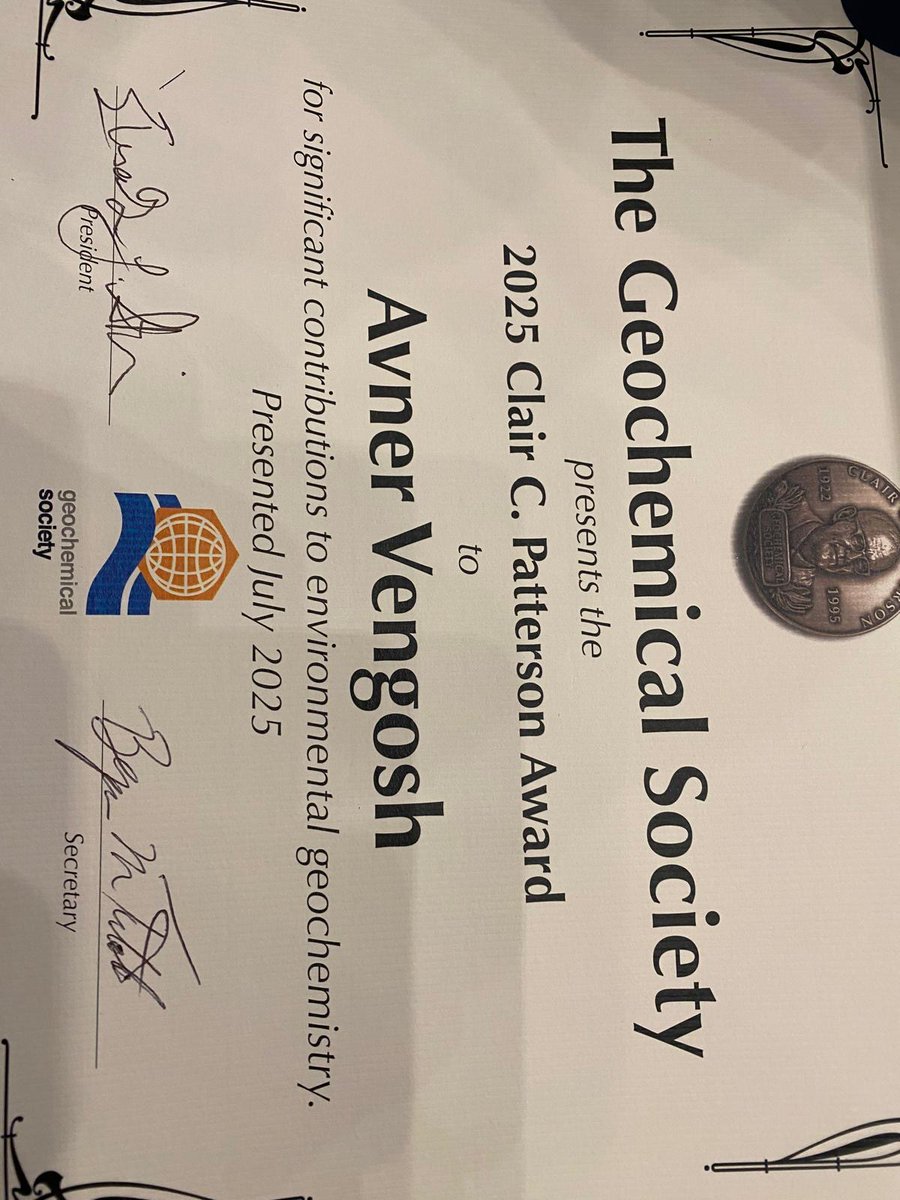 CLAIR
RSON
1922
1995
The Geochemical Society
presents the
2025 Clair C. Patterson Award
to
Avner Vengosh
for significant contributions to environmental geochemistry.
Presented July 2025
President
geochemical
society
Secretary